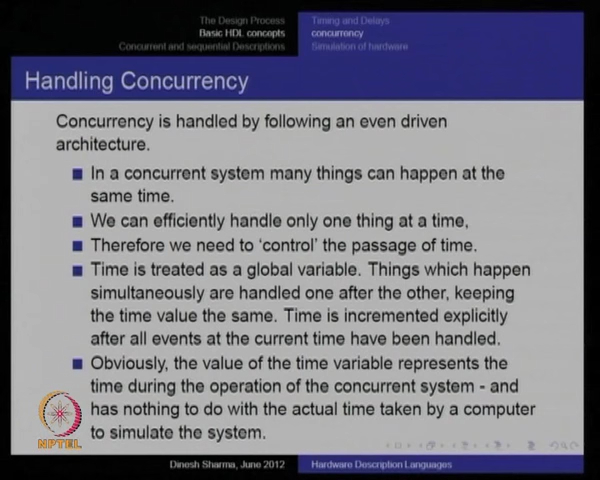 The Design Process
Basic HDL concepts
Concurrent and sequential Descriptions
Timing and Delays
concurrency
Simulation of hardware
Handling Concurrency
Concurrency is handled by following an even driven
architecture.
In a concurrent system many things can happen at the
same time.
We can efficiently handle only one thing at a time,
Therefore we need to 'control' the passage of time.
Time is treated as a global variable. Things which happen
simultaneously are handled one after the other, keeping
the time value the same. Time is incremented explicitly
after all events at the current time have been handled.
Obviously, the value of the time variable represents the
time during the operation of the concurrent system - and
has nothing to do with the actual time taken by a computer
to simulate the system.
NPTEL
Dinesh Sharma, June 2012
Hardware Description Languages